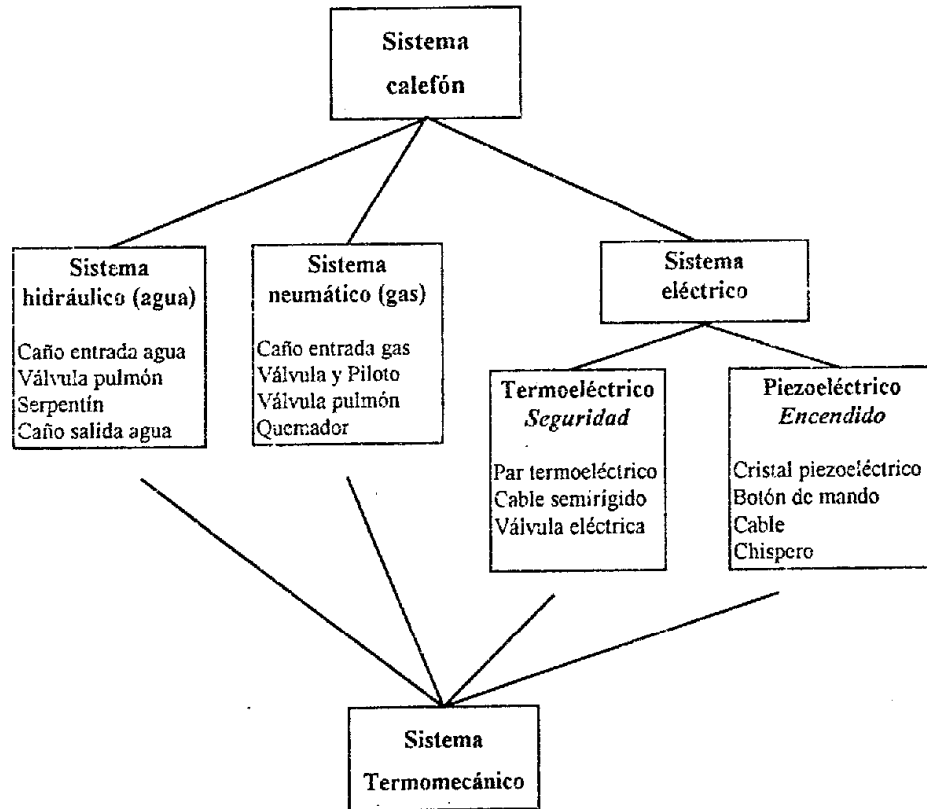 Sistema
calefón
Sistema
hidráulico (agua)
Caño entrada agua
Válvula pulmón
Serpentín
Caño salida agua
Sistema
neumático (gas)
Caño entrada gas
Válvula y Piloto
Válvula pulmón
Quemador
Sistema
eléctrico
Termoeléctrico
Seguridad
Par termoeléctrico
Cable semirígido
Válvula eléctrica
Piezoeléctrico
Encendido
Cristal piezoeléctrico
Botón de mando
Cable
Chispero
Sistema
Termomecánico